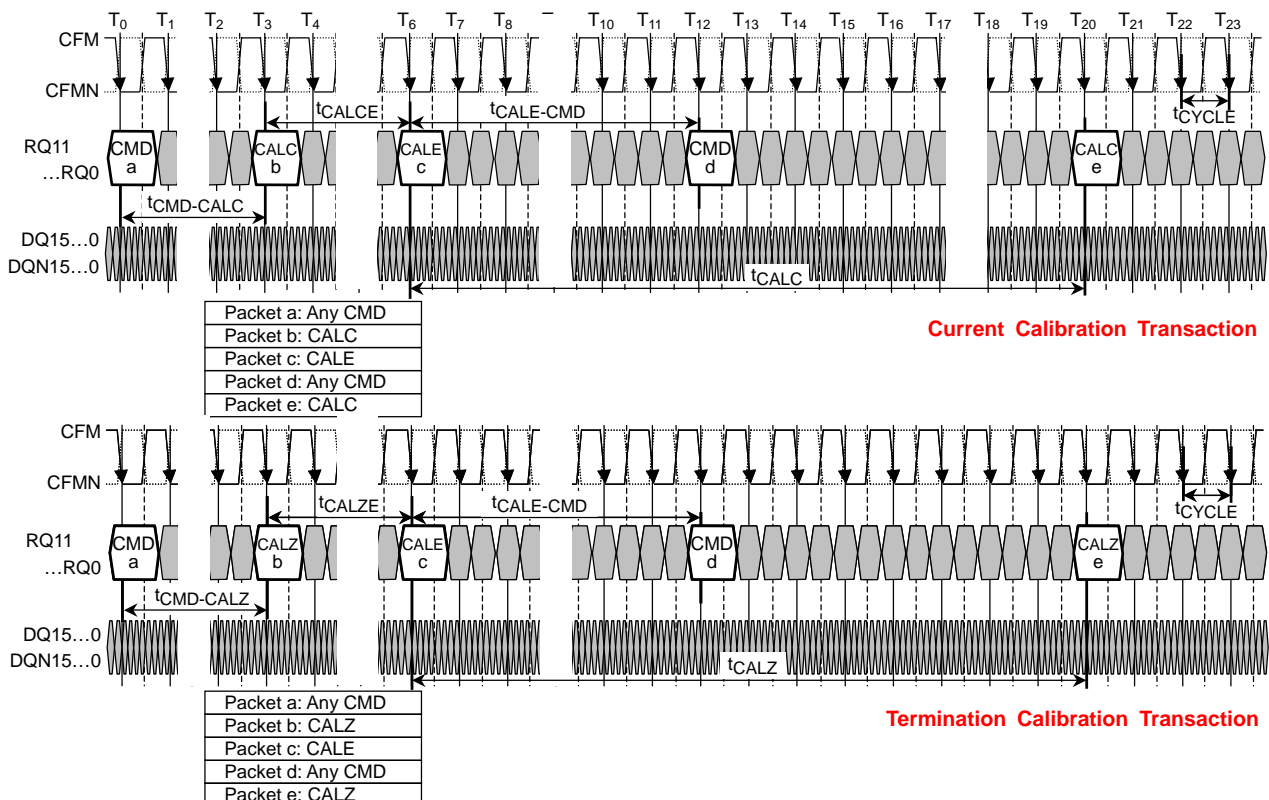 T0 T1 T2 T3 T4 T6 T7 T8 – T10 T11 T12 T13 T14 T15 T16 T17 T18 T19 T20 T21 T22 T23
CFM
CFMN
tCALCE tCALE-CMD tCYCLE
RQ11
...RQ0
CMD a CALC b CALE c CMD d CALC e
tCMD-CALC
DQ15...0
DQN15...0
tCALC
Packet a: Any CMD
Packet b: CALC
Packet c: CALE
Packet d: Any CMD
Packet e: CALC
Current Calibration Transaction
CFM
CFMN
tCALZE tCALE-CMD tCYCLE
RQ11
...RQ0
CMD a CALZ b CALE c CMD d CALZ e
tCMD-CALZ
DQ15...0
DQN15...0
tCALZ
Packet a: Any CMD
Packet b: CALZ
Packet c: CALE
Packet d: Any CMD
Packet e: CALZ
Termination Calibration Transaction